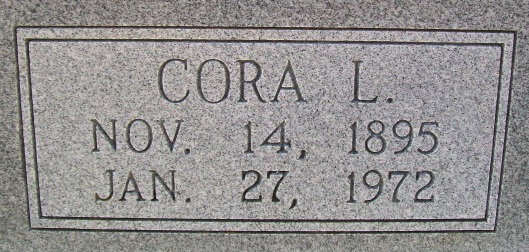 CORA L.
NOV. 14, 1895
JAN. 27, 1972